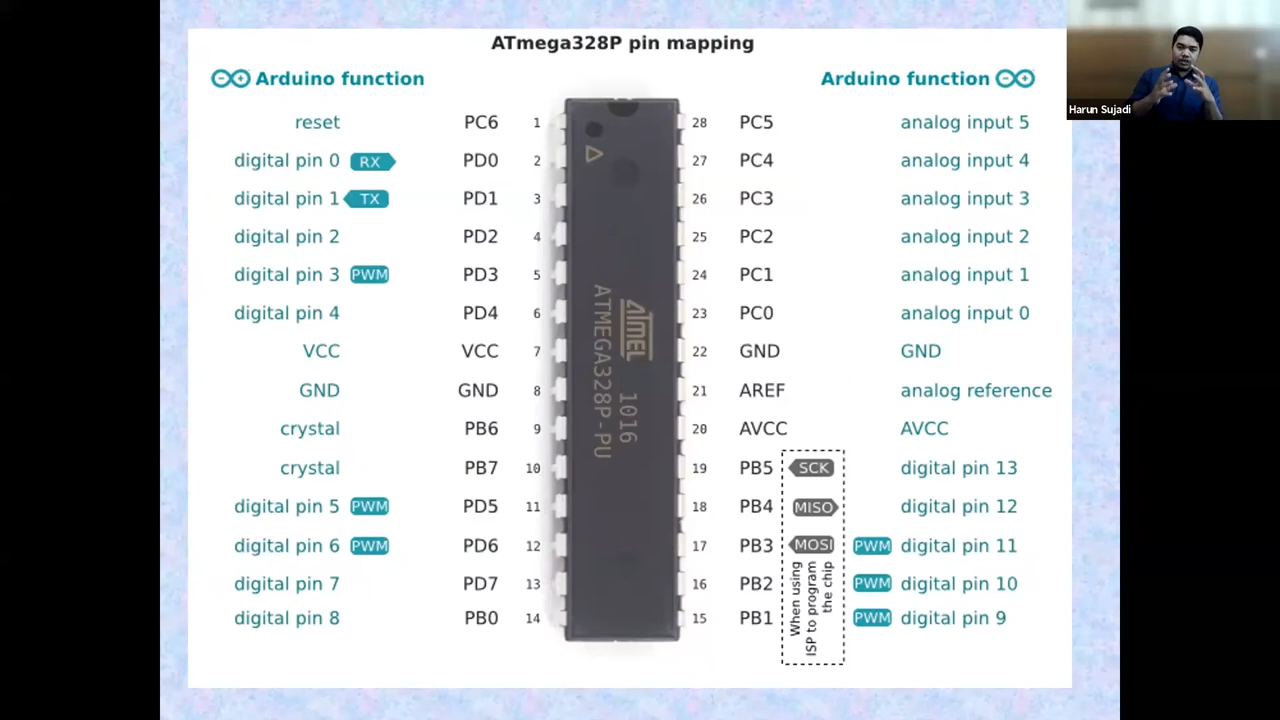 ATmega328P pin mapping
Arduino function Arduino function
reset PC6 1 28 PC5 analog input 5
digital pin 0 RX PD0 2 27 PC4 analog input 4
digital pin 1 TX PD1 3 26 PC3 analog input 3
digital pin 2 PD2 4 25 PC2 analog input 2
digital pin 3 PWM PD3 5 24 PC1 analog input 1
digital pin 4 PD4 6 23 PC0 analog input 0
VCC VCC 7 22 GND GND
GND GND 8 21 AREF analog reference
crystal PB6 9 20 AVCC AVCC
crystal PB7 10 19 PB5 SCK digital pin 13
digital pin 5 PWM PD5 11 18 PB4 MISO digital pin 12
digital pin 6 PWM PD6 12 17 PB3 MOSI PWM digital pin 11
digital pin 7 PD7 13 16 PB2 PWM digital pin 10
digital pin 8 PB0 14 15 PB1 PWM digital pin 9
When using
ISP to program
the chip
ATMEL 1016
ATMEGA328P-PU
Harun Sujadi